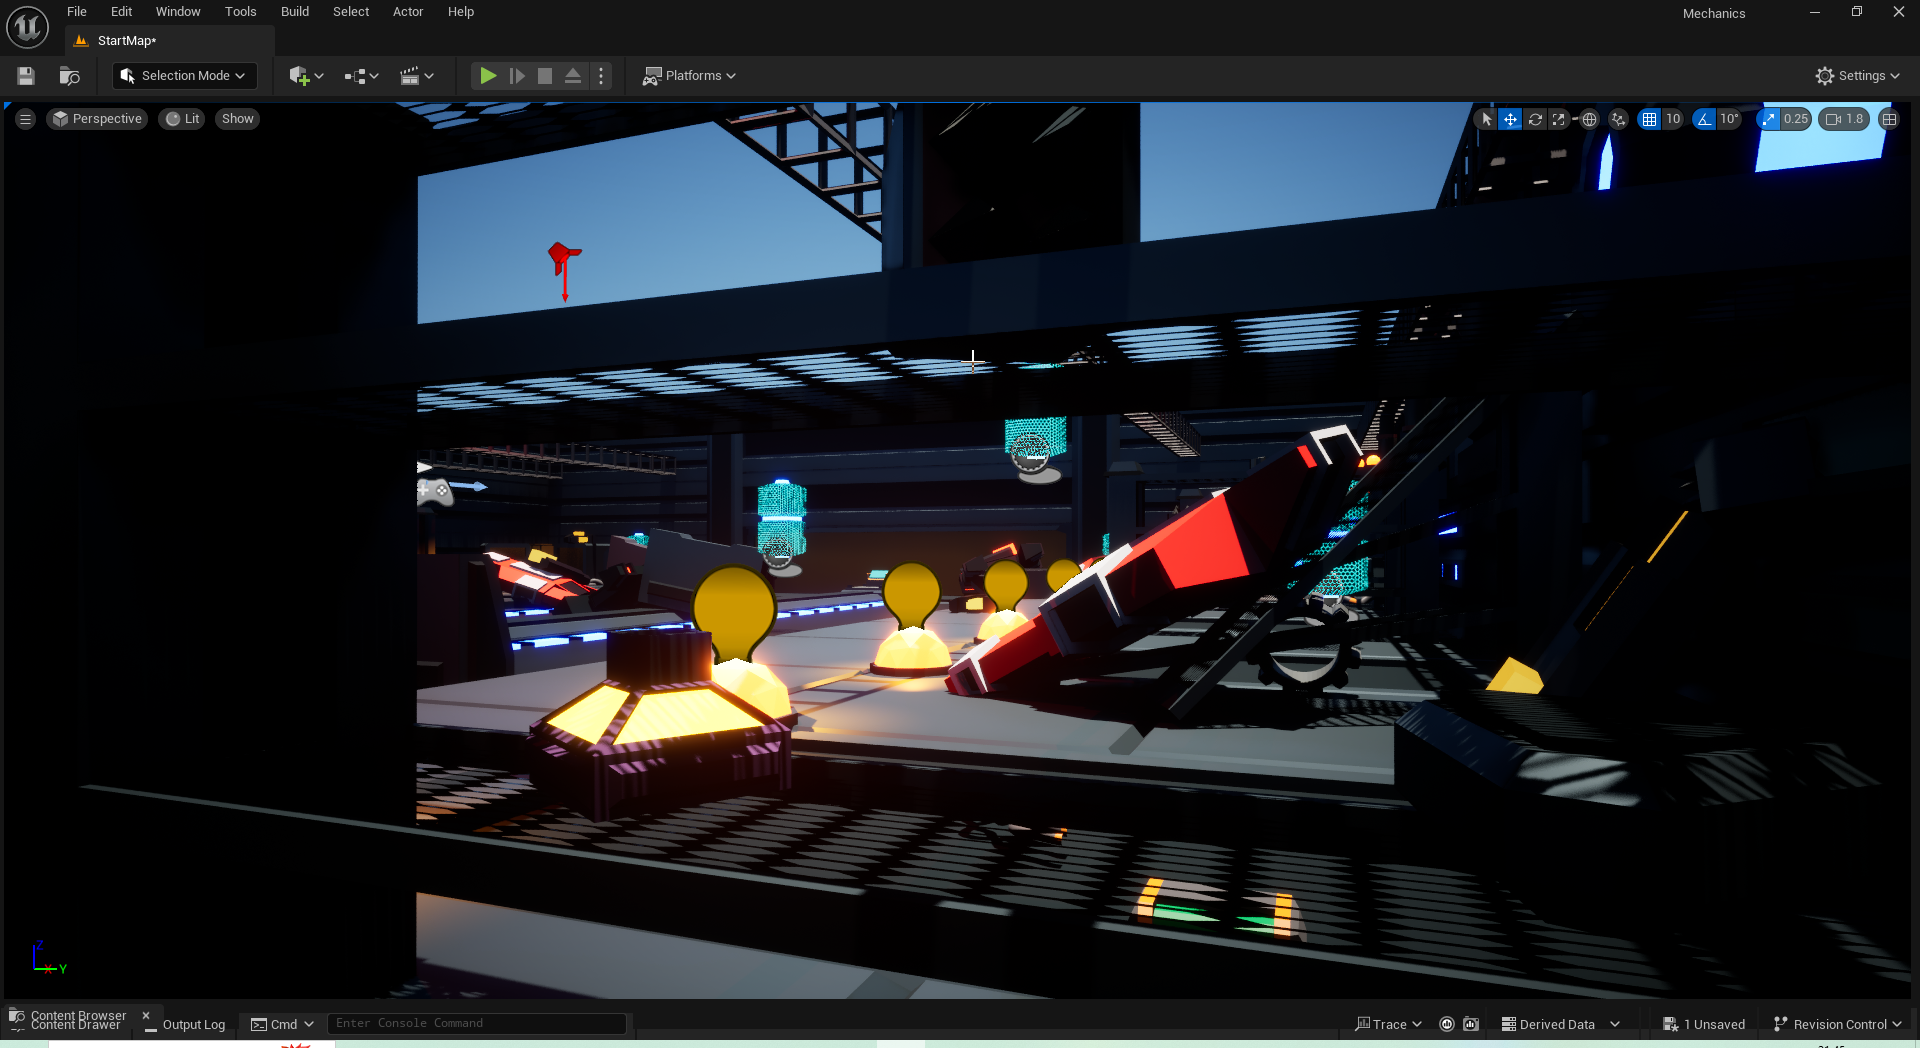 File Edit Window Tools Build Select Actor Help
Mechanics
StartMap*
Selection Mode
Platforms
Settings
Perspective Lit Show
10 10° 0.25 1.8
Z
X Y
Content Browser
Content Drawer
Output Log
Cmd
Enter Console Command
Trace
Derived Data
1 Unsaved
Revision Control